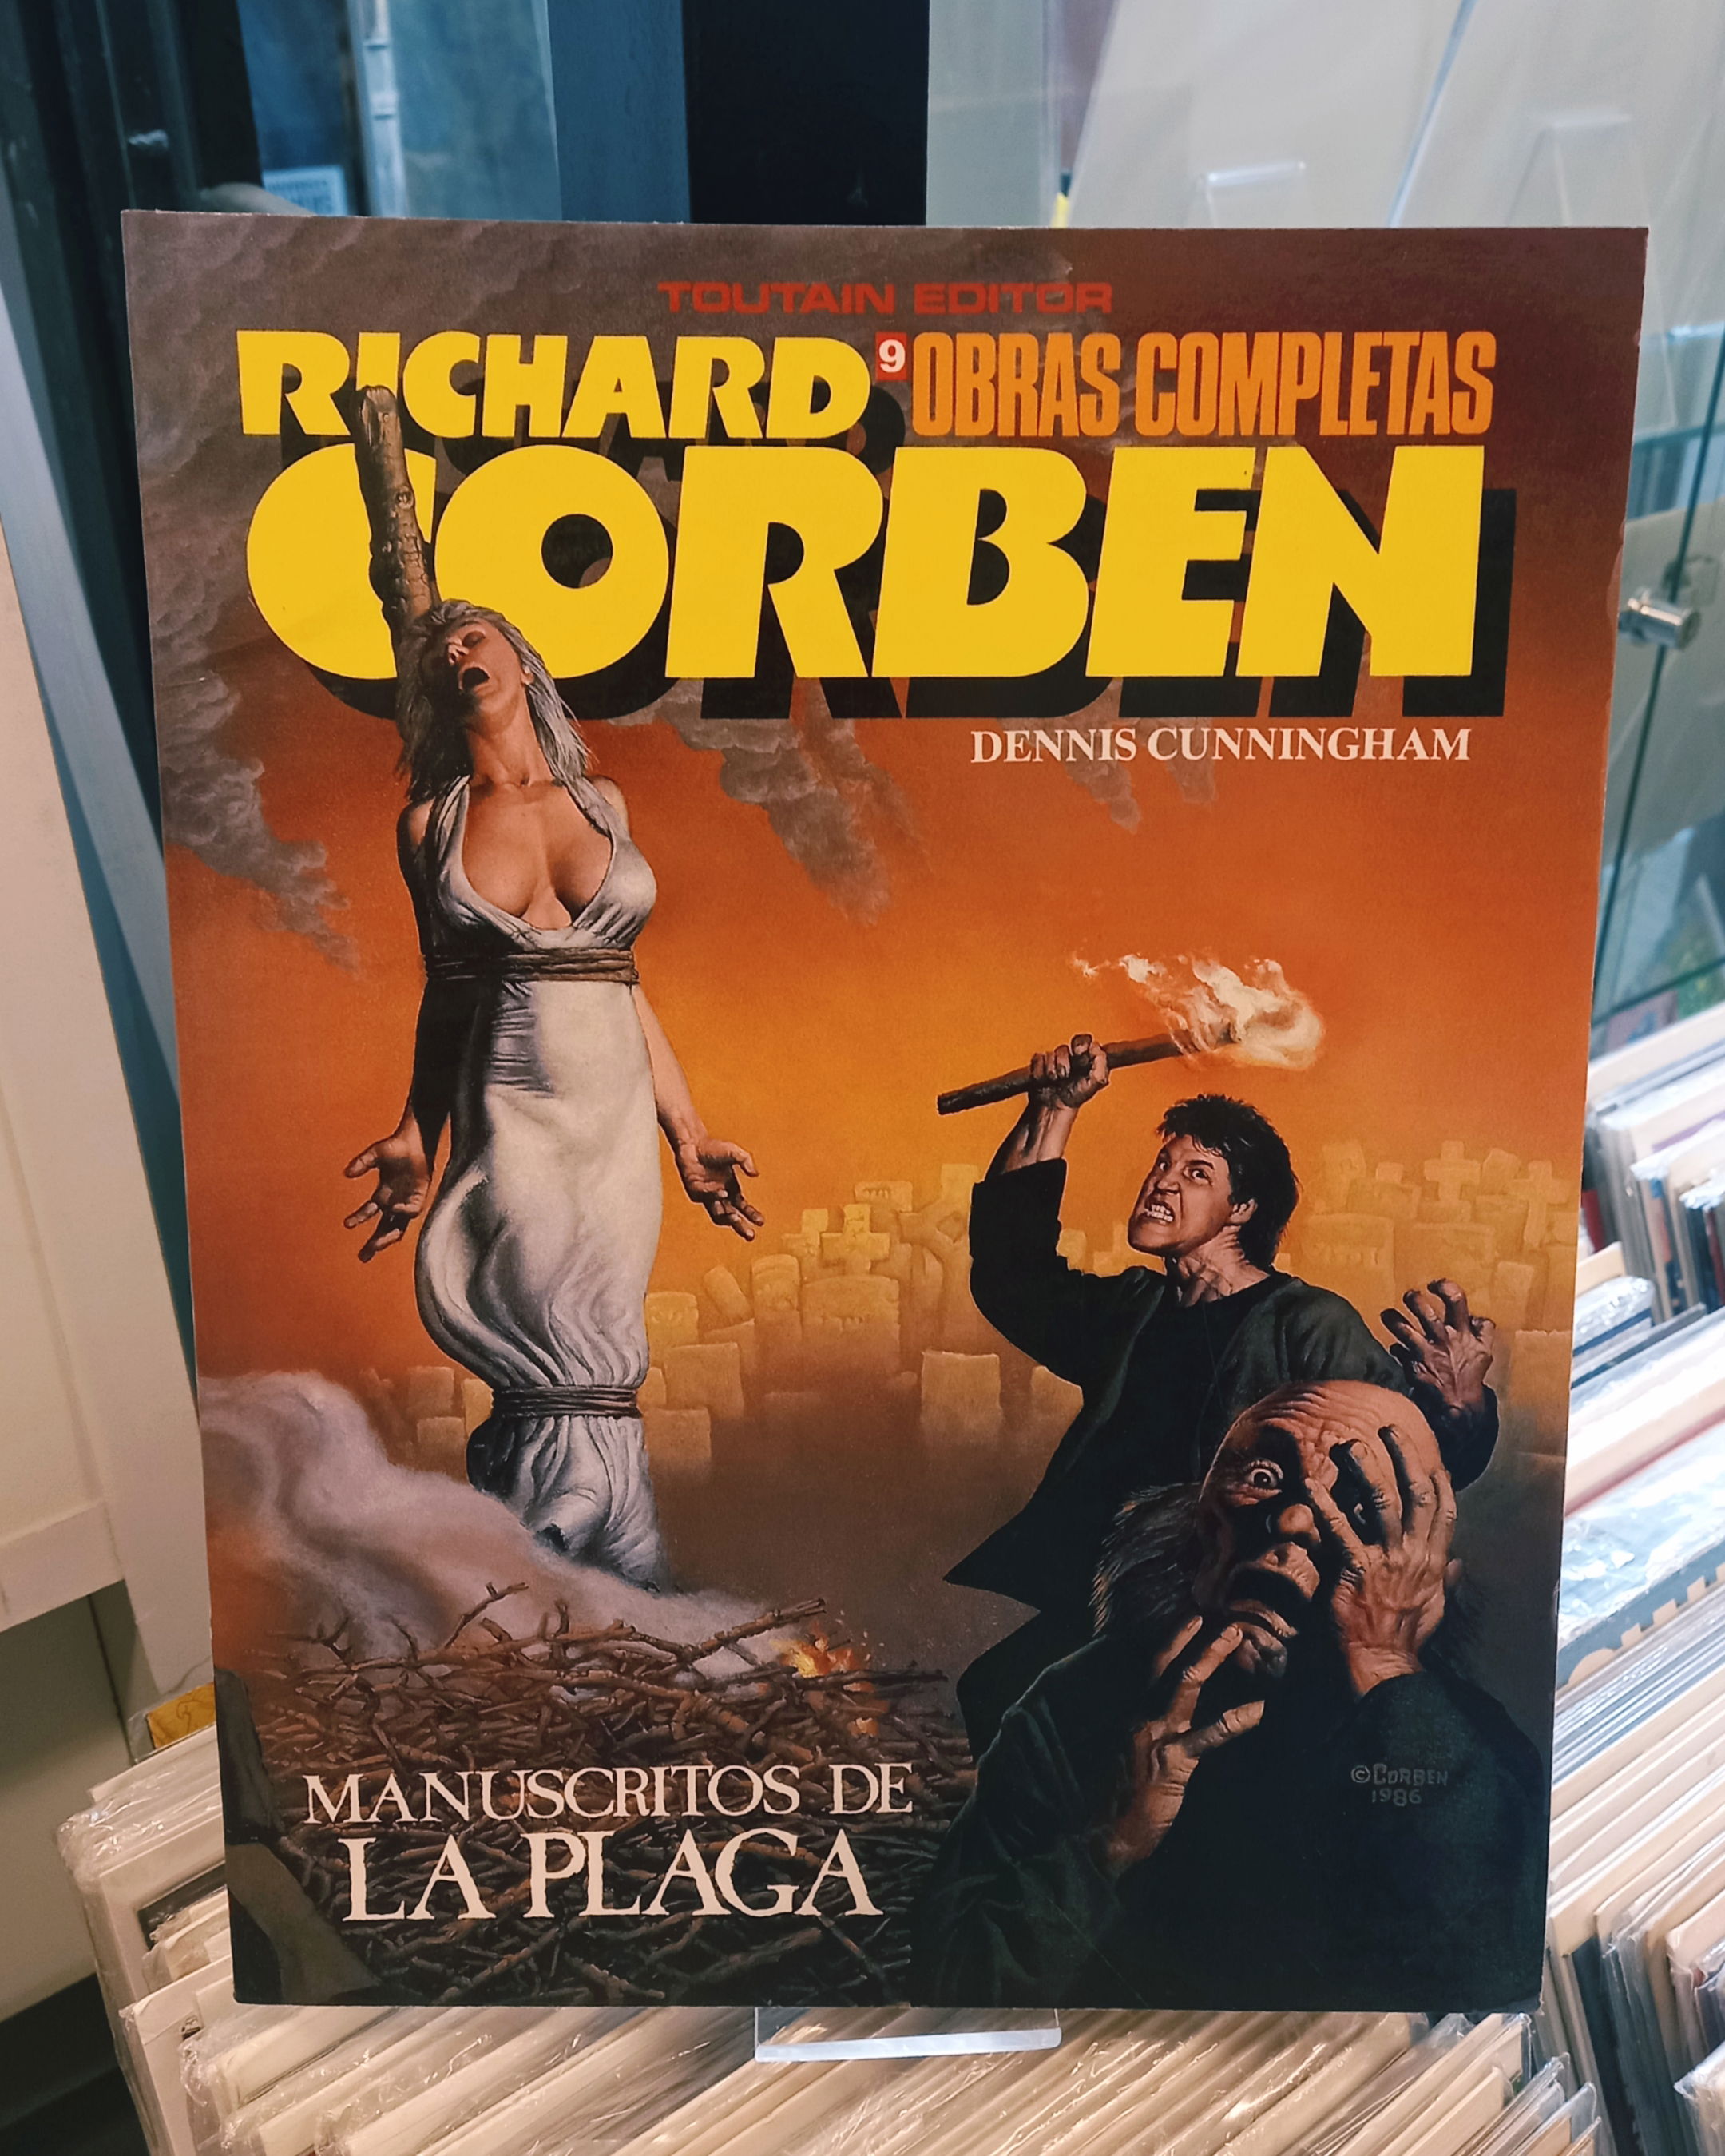 TOUTAIN EDITOR
RICHARD 9 OBRAS COMPLETAS
CORBEN
DENNIS CUNNINGHAM
©CORBEN
1986
MANUSCRITOS DE
LA PLAGA